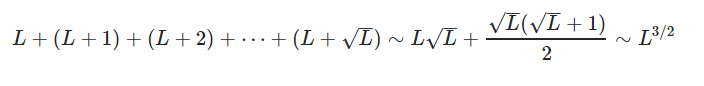 L + (L + 1) + (L + 2) + ⋯ + (L + √L) ∼ L√L + √L(√L + 1)/2 ∼ L^{3/2}